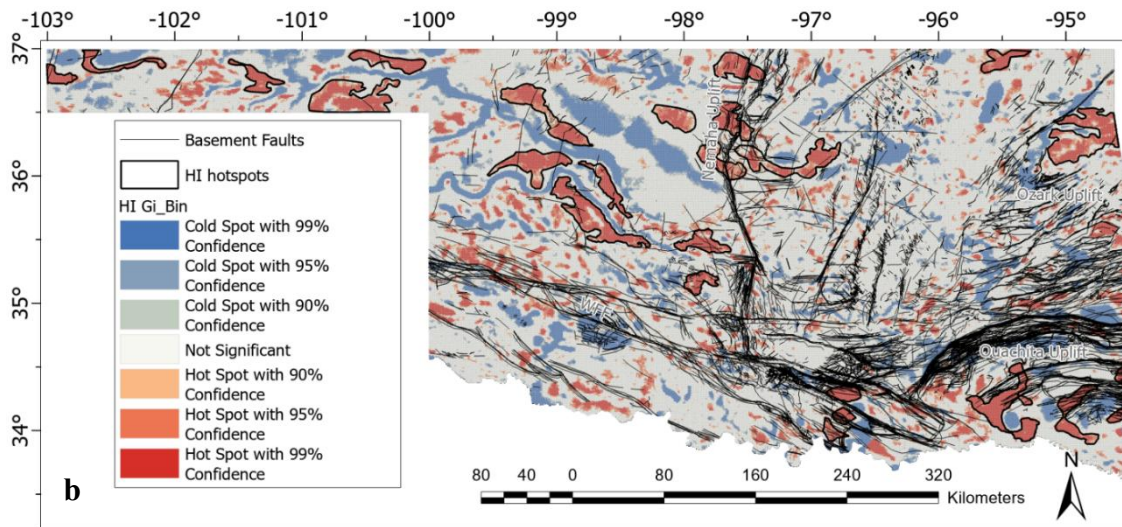 -103° -102° -101° -100° -99° -98° -97° -96° -95°
37°
36°
35°
34°
Basement Faults
HI hotspots
HI Gi_Bin
Cold Spot with 99%
Confidence
Cold Spot with 95%
Confidence
Cold Spot with 90%
Confidence
Not Significant
Hot Spot with 90%
Confidence
Hot Spot with 95%
Confidence
Hot Spot with 99%
Confidence
Nemaha Uplift
Ozark Uplift
WFF
Ouachita Uplift
b
80 40 0 80 160 240 320
Kilometers
N